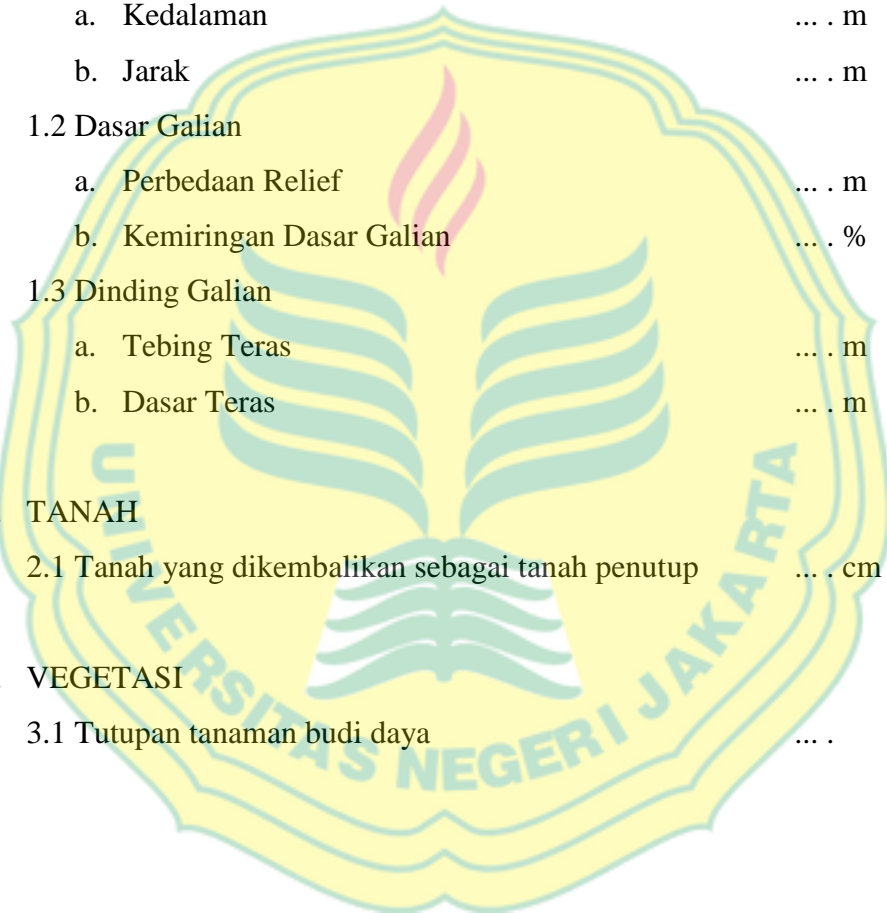 a. Kedalaman ... . m
b. Jarak ... . m
1.2 Dasar Galian
a. Perbedaan Relief ... . m
b. Kemiringan Dasar Galian ... . %
1.3 Dinding Galian
a. Tebing Teras ... . m
b. Dasar Teras ... . m
TANAH
2.1 Tanah yang dikembalikan sebagai tanah penutup ... . cm
VEGETASI
3.1 Tutupan tanaman budi daya ... .
UNIVERSITAS NEGERI JAKARTA